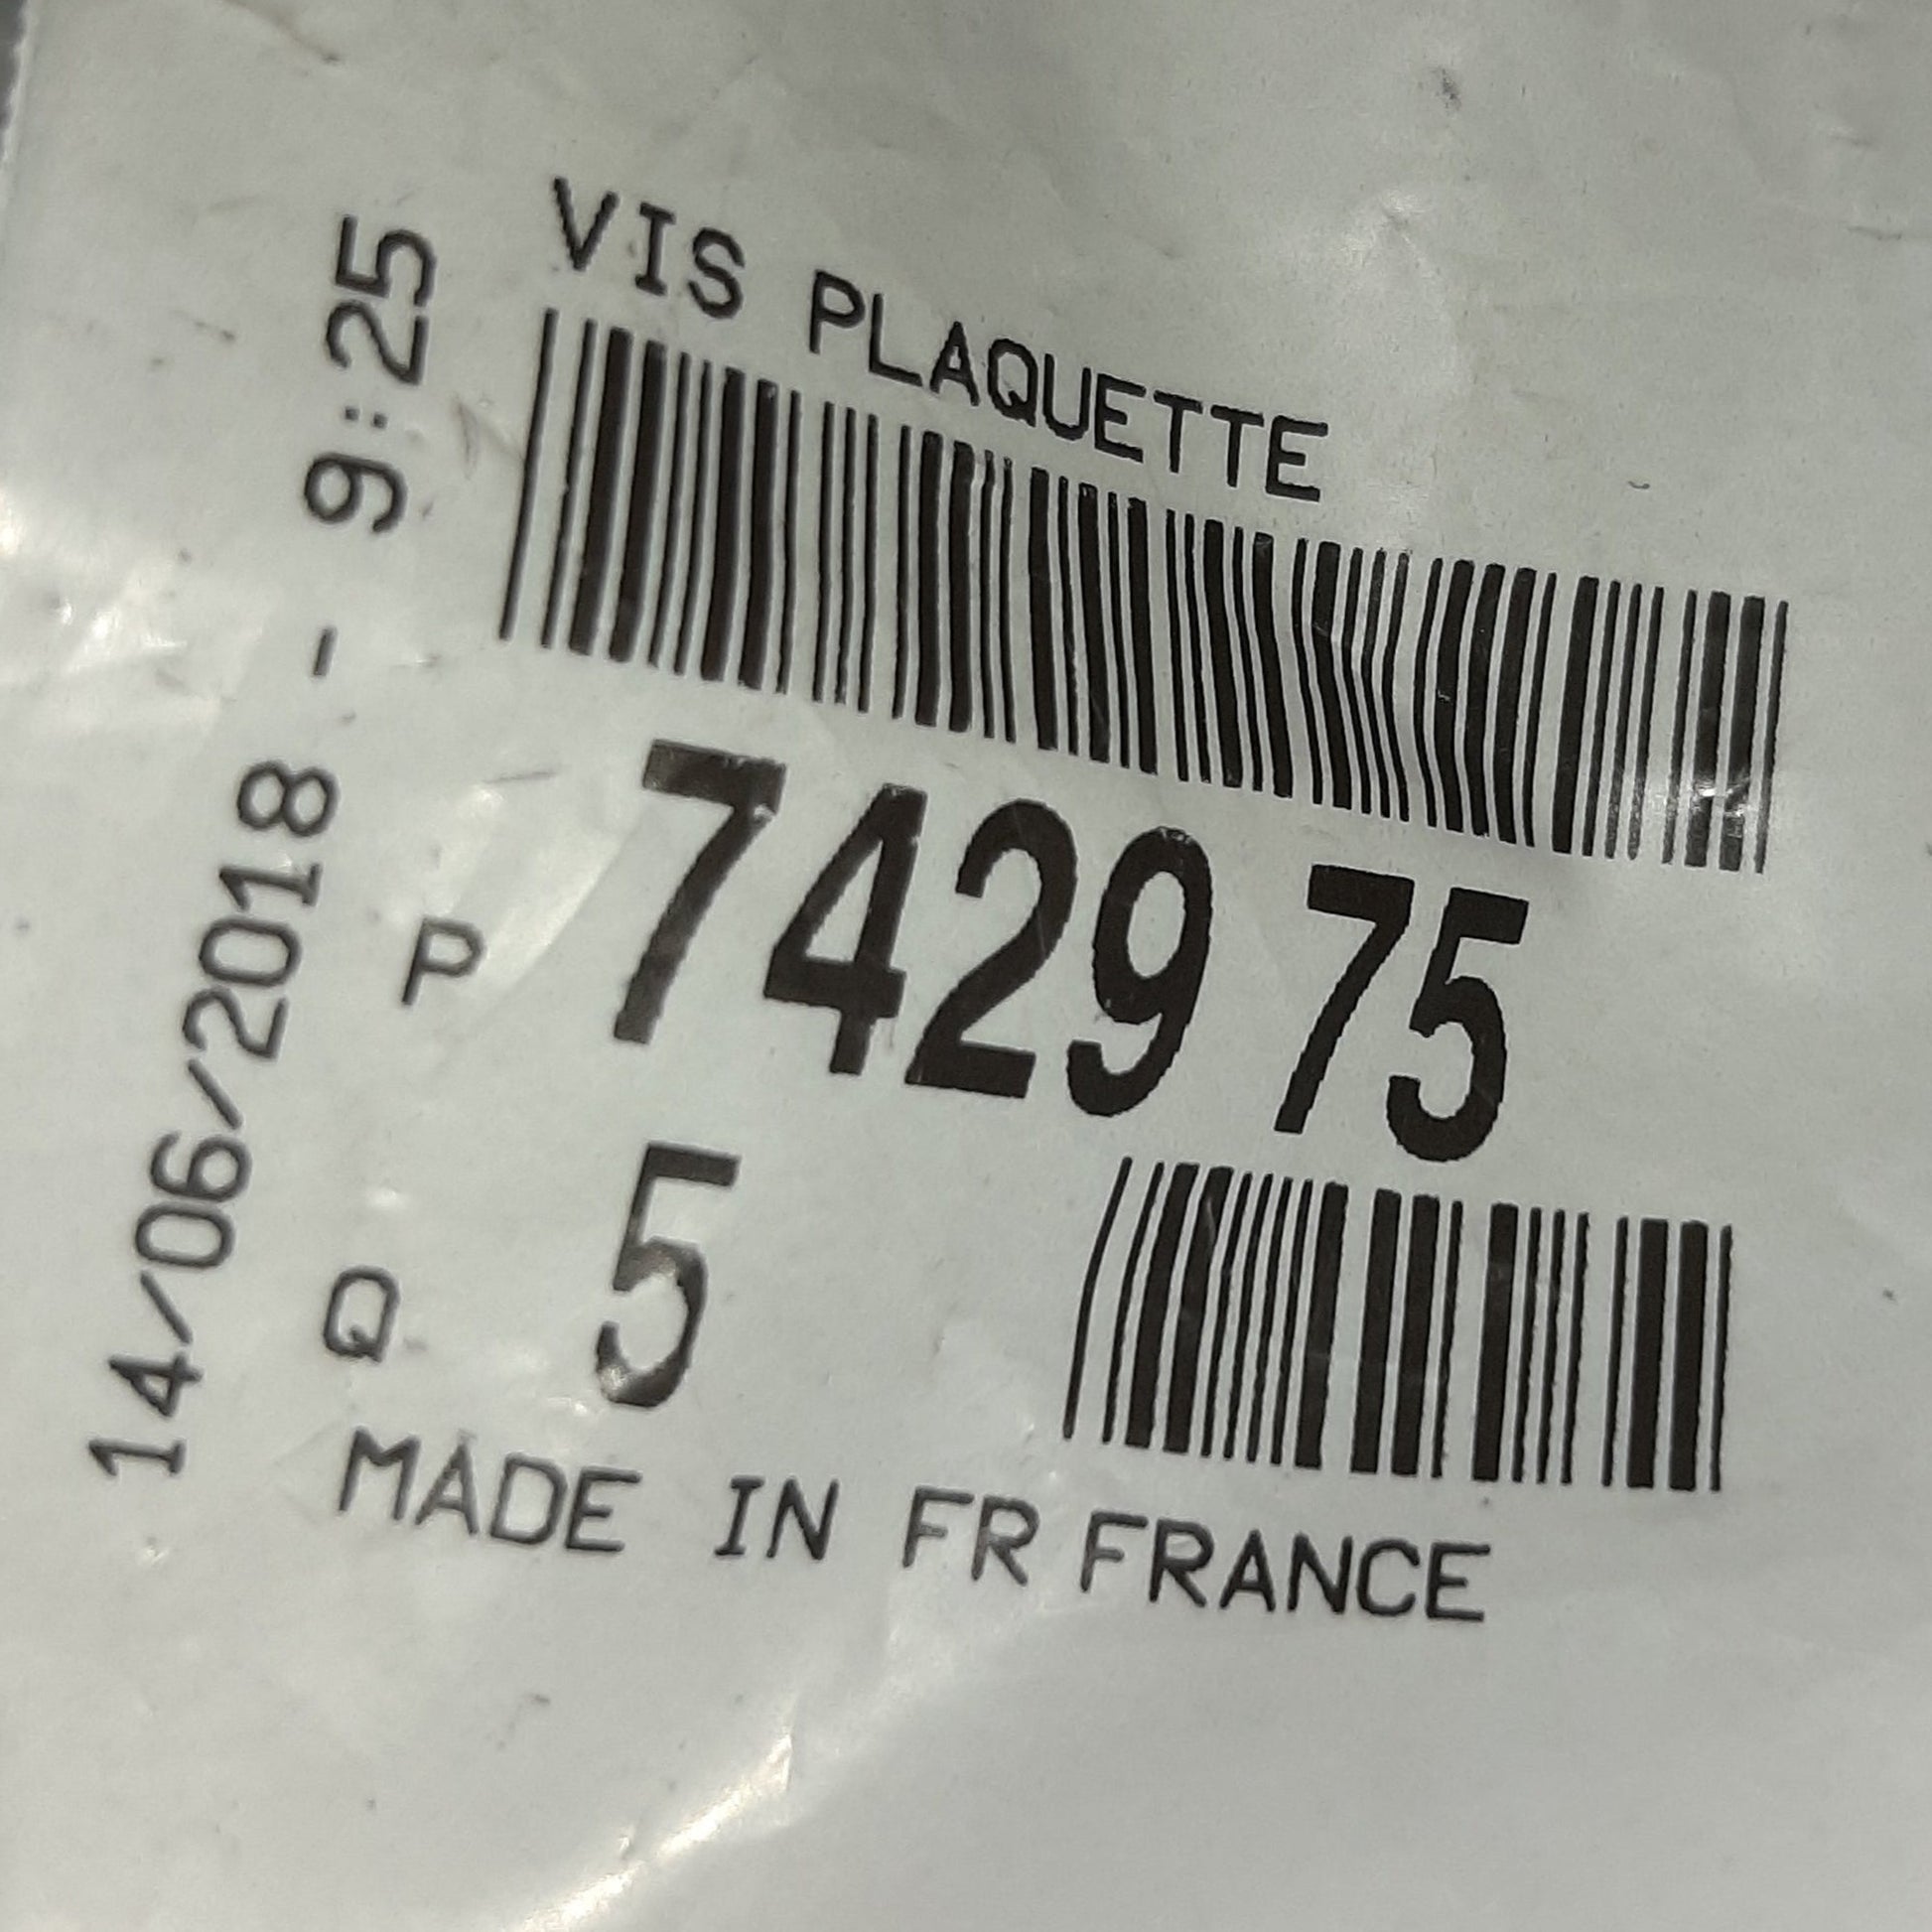 VIS PLAQUETTE
P 7429 75
Q 5
MADE IN FR FRANCE
14/06/2018 - 9:25